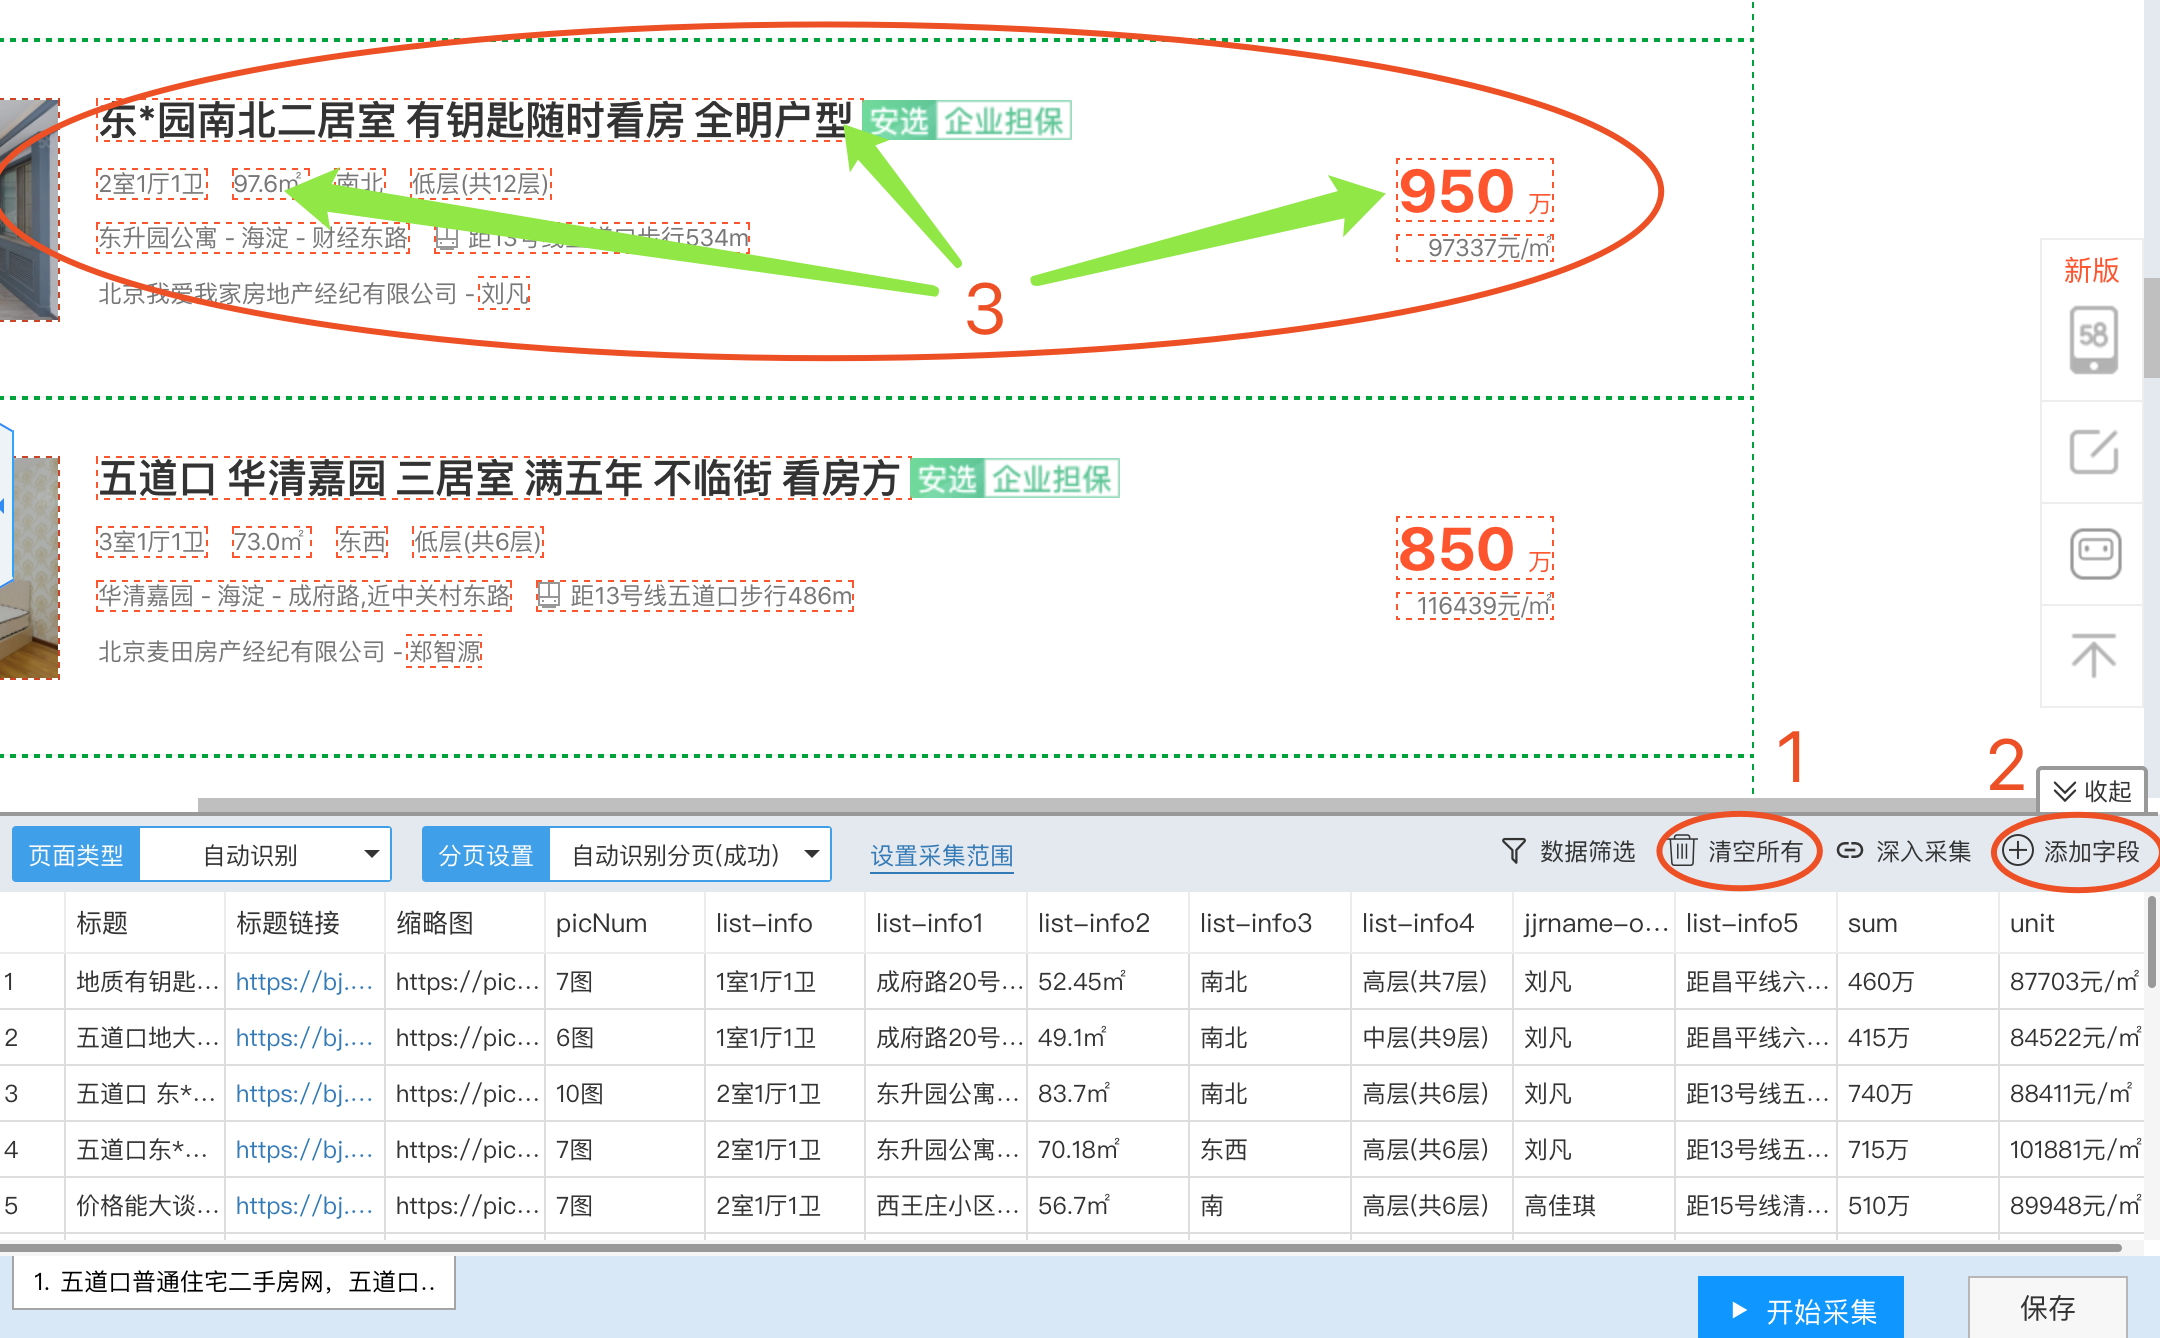 东*园南北二居室 有钥匙随时看房 全明户型 安选 企业担保
2室1厅1卫 97.6㎡ 南北 低层(共12层)
950 万
东升园公寓 - 海淀 - 财经东路 距13号线五道口步行534m
97337元/㎡
北京我爱我家房地产经纪有限公司 - 刘凡
3
新版
58
五道口 华清嘉园 三居室 满五年 不临街 看房方 安选 企业担保
3室1厅1卫 73.0㎡ 东西 低层(共6层)
850 万
华清嘉园 - 海淀 - 成府路,近中关村东路 距13号线五道口步行486m
116439元/㎡
北京麦田房产经纪有限公司 - 郑智源
1
2
收起
页面类型 自动识别 分页设置 自动识别分页(成功) 设置采集范围 数据筛选 清空所有 深入采集 添加字段
标题 标题链接 缩略图 picNum list-info list-info1 list-info2 list-info3 list-info4 jjrname-o... list-info5 sum unit
1 地质有钥匙... https://bj.... https://pic... 7图 1室1厅1卫 成府路20号... 52.45㎡ 南北 高层(共7层) 刘凡 距昌平线六... 460万 87703元/㎡
2 五道口地大... https://bj.... https://pic... 6图 1室1厅1卫 成府路20号... 49.1㎡ 南北 中层(共9层) 刘凡 距昌平线六... 415万 84522元/㎡
3 五道口 东*... https://bj.... https://pic... 10图 2室1厅1卫 东升园公寓... 83.7㎡ 南北 高层(共6层) 刘凡 距13号线五... 740万 88411元/㎡
4 五道口东*... https://bj.... https://pic... 7图 2室1厅1卫 东升园公寓... 70.18㎡ 东西 高层(共6层) 刘凡 距13号线五... 715万 101881元/㎡
5 价格能大谈... https://bj.... https://pic... 7图 2室1厅1卫 西王庄小区... 56.7㎡ 南 高层(共6层) 高佳琪 距15号线清... 510万 89948元/㎡
1. 五道口普通住宅二手房网，五道口..
开始采集 保存